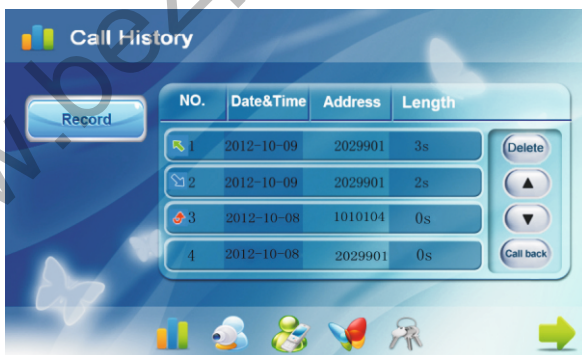 Call History
Record
NO. Date&Time Address Length
1 2012-10-09 2029901 3s
2 2012-10-09 2029901 2s
3 2012-10-08 1010104 0s
4 2012-10-08 2029901 0s
Delete
Call back